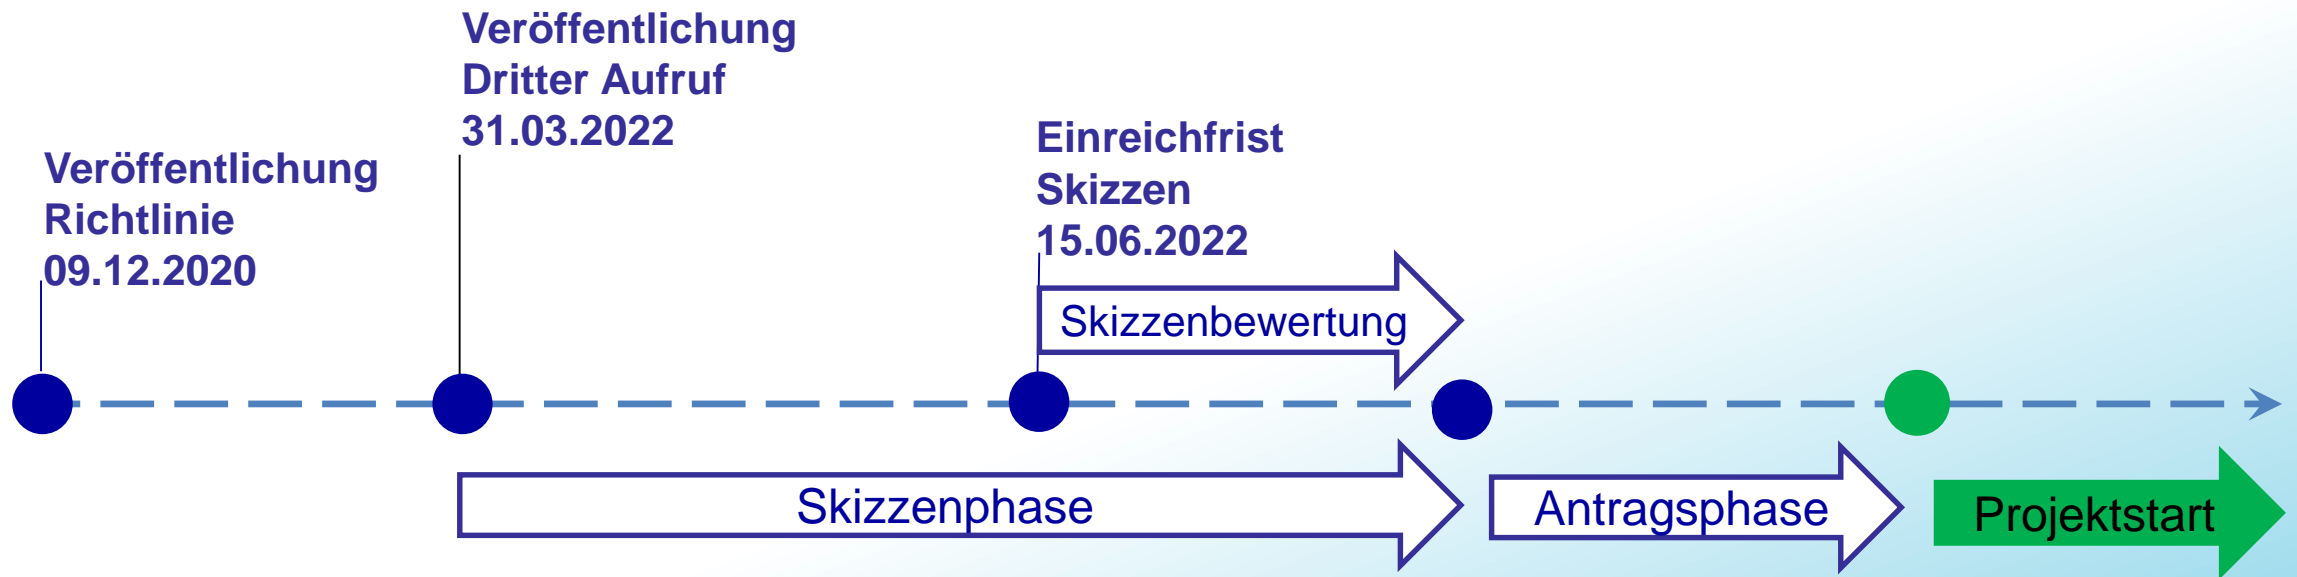 Veröffentlichung
Richtlinie
09.12.2020
Veröffentlichung
Dritter Aufruf
31.03.2022
Einreichfrist
Skizzen
15.06.2022
Skizzenbewertung
Skizzenphase
Antragsphase
Projektstart